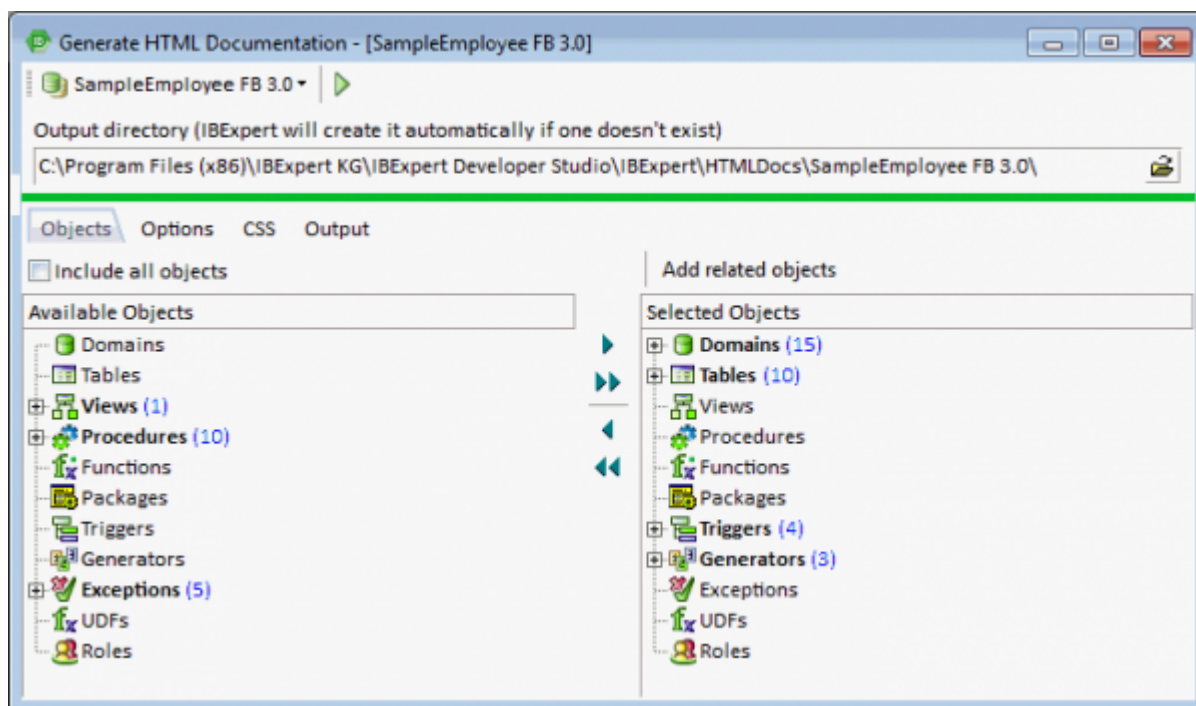 Generate HTML Documentation - [SampleEmployee FB 3.0]
SampleEmployee FB 3.0
Output directory (IBExpert will create it automatically if one doesn't exist)
C:\Program Files (x86)\IBExpert KG\IBExpert Developer Studio\IBExpert\HTMLDocs\SampleEmployee FB 3.0\
Objects Options CSS Output
Include all objects
Add related objects
Available Objects
Domains
Tables
Views (1)
Procedures (10)
Functions
Packages
Triggers
Generators
Exceptions (5)
UDFs
Roles
Selected Objects
Domains (15)
Tables (10)
Views
Procedures
Functions
Packages
Triggers (4)
Generators (3)
Exceptions
UDFs
Roles